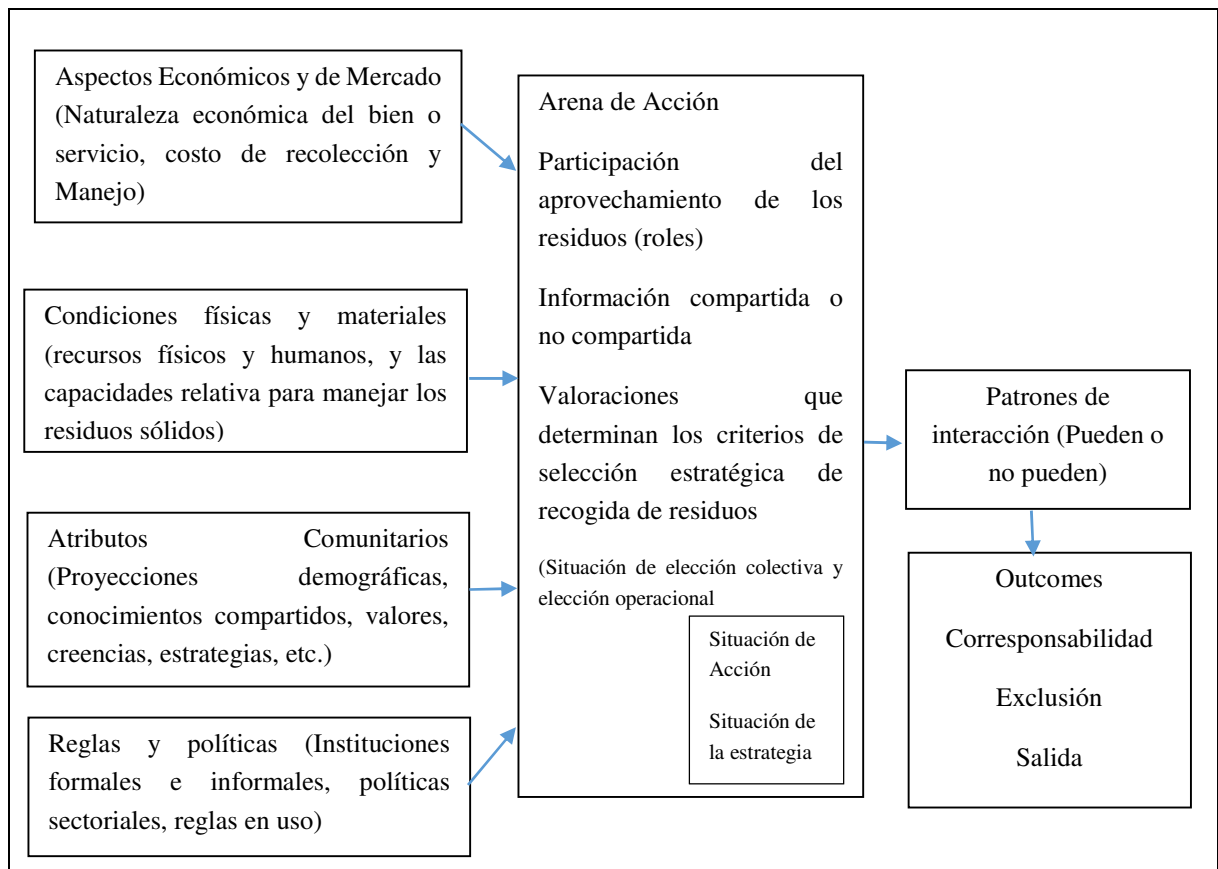 Aspectos Económicos y de Mercado
(Naturaleza económica del bien o
servicio, costo de recolección y
Manejo)
Condiciones físicas y materiales
(recursos físicos y humanos, y las
capacidades relativa para manejar los
residuos sólidos)
Atributos Comunitarios
(Proyecciones demográficas,
conocimientos compartidos, valores,
creencias, estrategias, etc.)
Reglas y políticas (Instituciones
formales e informales, políticas
sectoriales, reglas en uso)
Arena de Acción
Participación del
aprovechamiento de los
residuos (roles)
Información compartida o
no compartida
Valoraciones que
determinan los criterios de
selección estratégica de
recogida de residuos
(Situación de elección colectiva y
elección operacional
Situación de
Acción
Situación de
la estrategia
Patrones de
interacción (Pueden o
no pueden)
Outcomes
Corresponsabilidad
Exclusión
Salida